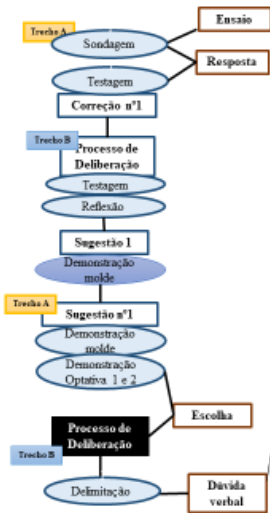 Ensaio
Trecho A
Sondagem
Resposta
Testagem
Correção nº1
Trecho B
Processo de
Deliberação
Testagem
Reflexão
Sugestão 1
Demonstração
molde
Trecho A
Sugestão nº1
Demonstração
molde
Demonstração
Optativa 1 e 2
Escolha
Processo de
Deliberação
Trecho B
Delimitação
Dúvida
verbal